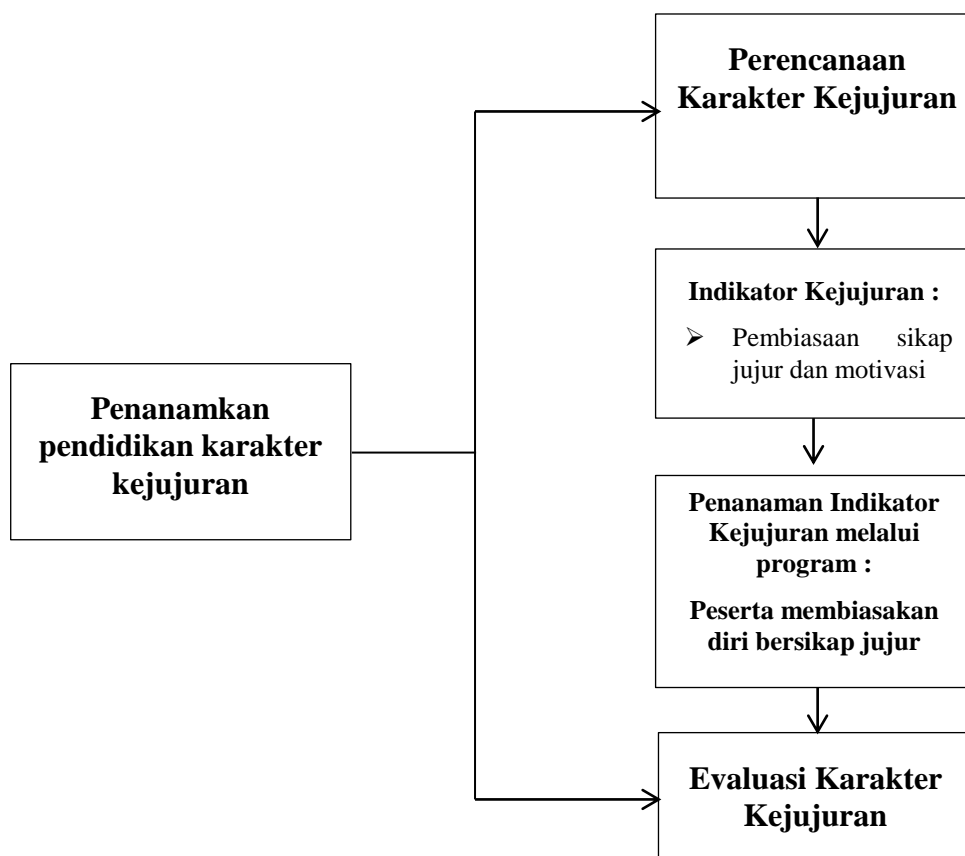 Perencanaan
Karakter Kejujuran
Indikator Kejujuran :
➢ Pembiasaan sikap
jujur dan motivasi
Penanamkan
pendidikan karakter
kejujuran
Penanaman Indikator
Kejujuran melalui
program :
Peserta membiasakan
diri bersikap jujur
Evaluasi Karakter
Kejujuran